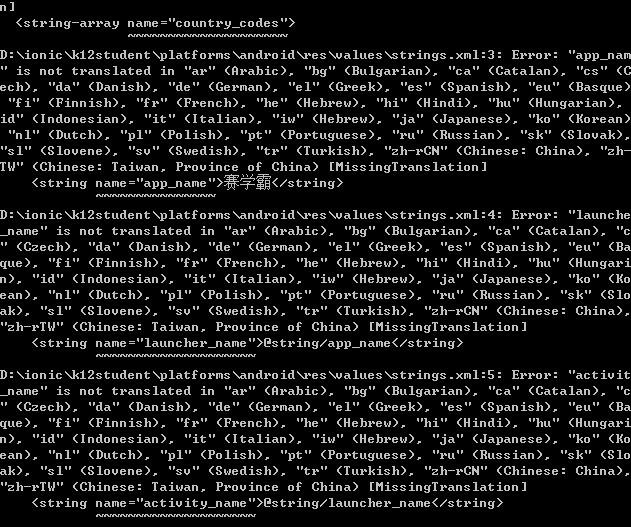 n]
<string-array name="country_codes">
~~~~~~~~~~~~~~~~~~~~
D:\ionic\k12student\platforms\android\res\values\strings.xml:3: Error: "app_nam
" is not translated in "ar" (Arabic), "bg" (Bulgarian), "ca" (Catalan), "cs" (C
ech), "da" (Danish), "de" (German), "el" (Greek), "es" (Spanish), "eu" (Basque)
"fi" (Finnish), "fr" (French), "he" (Hebrew), "hi" (Hindi), "hu" (Hungarian),
id" (Indonesian), "it" (Italian), "iw" (Hebrew), "ja" (Japanese), "ko" (Korean)
"nl" (Dutch), "pl" (Polish), "pt" (Portuguese), "ru" (Russian), "sk" (Slovak),
"sl" (Slovene), "sv" (Swedish), "tr" (Turkish), "zh-rCN" (Chinese: China), "zh-
TW" (Chinese: Taiwan, Province of China) [MissingTranslation]
<string name="app_name">赛学霸</string>
~~~~~~~~~~~~~~~
D:\ionic\k12student\platforms\android\res\values\strings.xml:4: Error: "launche
_name" is not translated in "ar" (Arabic), "bg" (Bulgarian), "ca" (Catalan), "c
" (Czech), "da" (Danish), "de" (German), "el" (Greek), "es" (Spanish), "eu" (Ba
que), "fi" (Finnish), "fr" (French), "he" (Hebrew), "hi" (Hindi), "hu" (Hungari
n), "id" (Indonesian), "it" (Italian), "iw" (Hebrew), "ja" (Japanese), "ko" (Ko
ean), "nl" (Dutch), "pl" (Polish), "pt" (Portuguese), "ru" (Russian), "sk" (Slo
ak), "sl" (Slovene), "sv" (Swedish), "tr" (Turkish), "zh-rCN" (Chinese: China),
"zh-rTW" (Chinese: Taiwan, Province of China) [MissingTranslation]
<string name="launcher_name">@string/app_name</string>
~~~~~~~~~~~~~~~~~~~~
D:\ionic\k12student\platforms\android\res\values\strings.xml:5: Error: "activit
_name" is not translated in "ar" (Arabic), "bg" (Bulgarian), "ca" (Catalan), "c
" (Czech), "da" (Danish), "de" (German), "el" (Greek), "es" (Spanish), "eu" (Ba
que), "fi" (Finnish), "fr" (French), "he" (Hebrew), "hi" (Hindi), "hu" (Hungari
n), "id" (Indonesian), "it" (Italian), "iw" (Hebrew), "ja" (Japanese), "ko" (Ko
ean), "nl" (Dutch), "pl" (Polish), "pt" (Portuguese), "ru" (Russian), "sk" (Slo
ak), "sl" (Slovene), "sv" (Swedish), "tr" (Turkish), "zh-rCN" (Chinese: China),
"zh-rTW" (Chinese: Taiwan, Province of China) [MissingTranslation]
<string name="activity_name">@string/launcher_name</string>
~~~~~~~~~~~~~~~~~~~~